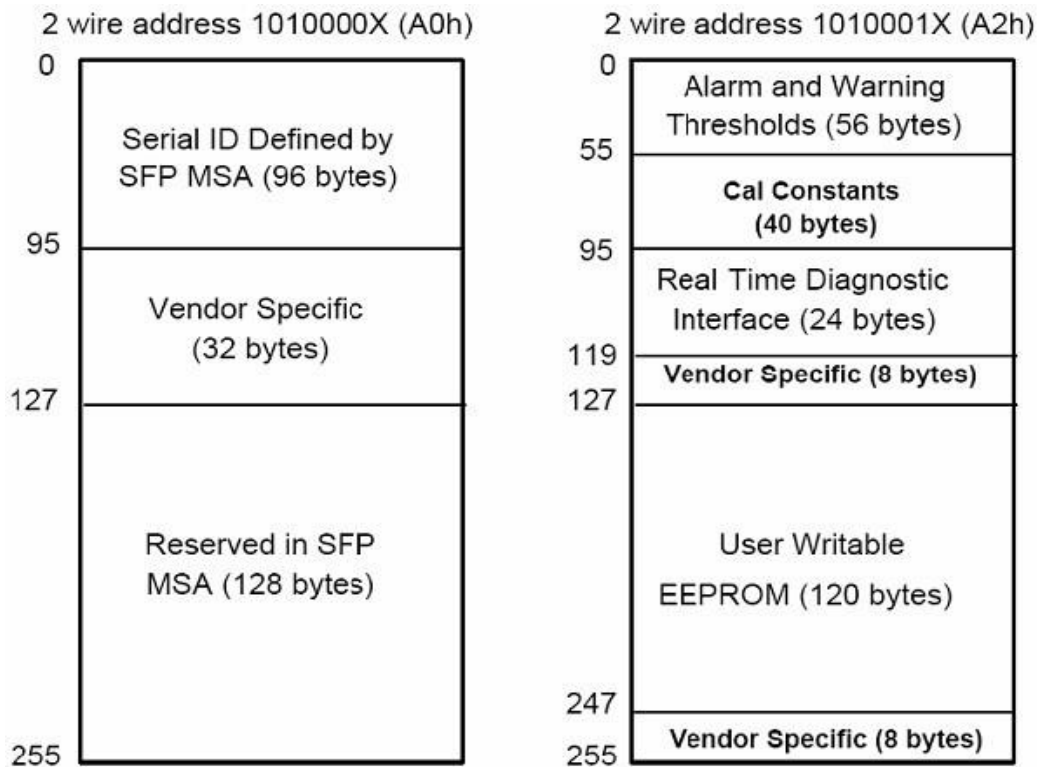 2 wire address 1010000X (A0h)
0
Serial ID Defined by
SFP MSA (96 bytes)
95
Vendor Specific
(32 bytes)
127
Reserved in SFP
MSA (128 bytes)
255
2 wire address 1010001X (A2h)
0
Alarm and Warning
Thresholds (56 bytes)
55
Cal Constants
(40 bytes)
95
Real Time Diagnostic
Interface (24 bytes)
119
Vendor Specific (8 bytes)
127
User Writable
EEPROM (120 bytes)
247
Vendor Specific (8 bytes)
255